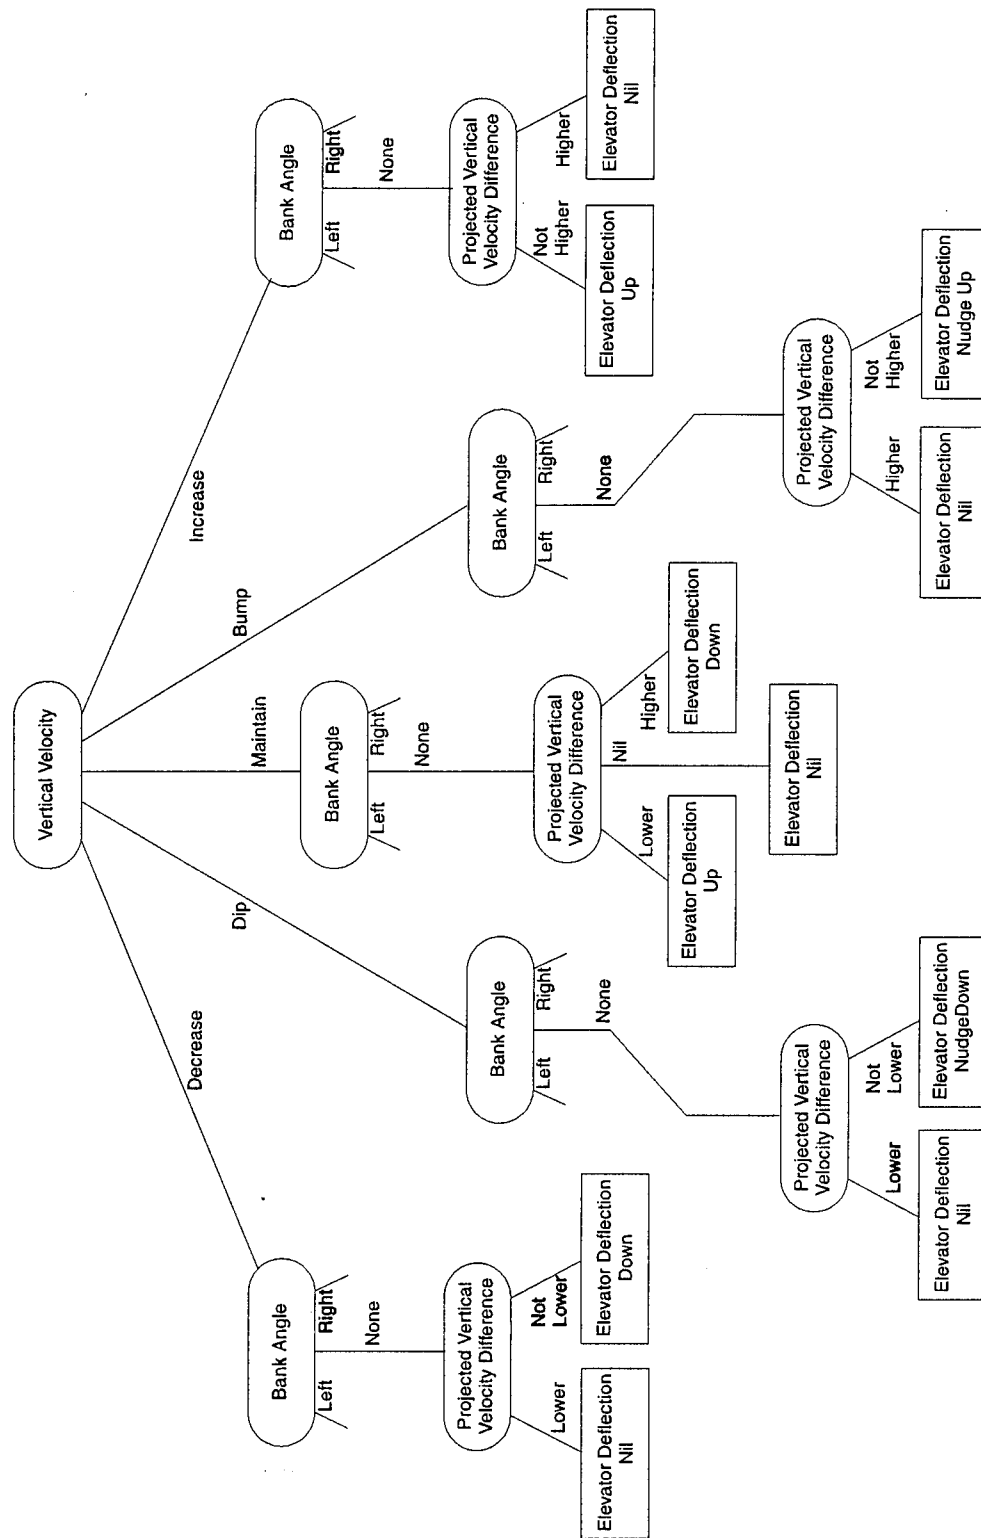 Vertical Velocity
Decrease
Dip
Maintain
Bump
Increase
Bank Angle
Left
Right
None
Projected Vertical
Velocity Difference
Lower
Not
Lower
Elevator Deflection
Nil
Elevator Deflection
Down
Bank Angle
Left
Right
None
Projected Vertical
Velocity Difference
Lower
Not
Lower
Elevator Deflection
Nil
Elevator Deflection
NudgeDown
Bank Angle
Left
Right
None
Projected Vertical
Velocity Difference
Lower
Nil
Higher
Elevator Deflection
Up
Elevator Deflection
Nil
Elevator Deflection
Down
Bank Angle
Left
Right
None
Projected Vertical
Velocity Difference
Higher
Not
Higher
Elevator Deflection
Nil
Elevator Deflection
Nudge Up
Bank Angle
Left
Right
None
Projected Vertical
Velocity Difference
Not
Higher
Higher
Elevator Deflection
Up
Elevator Deflection
Nil